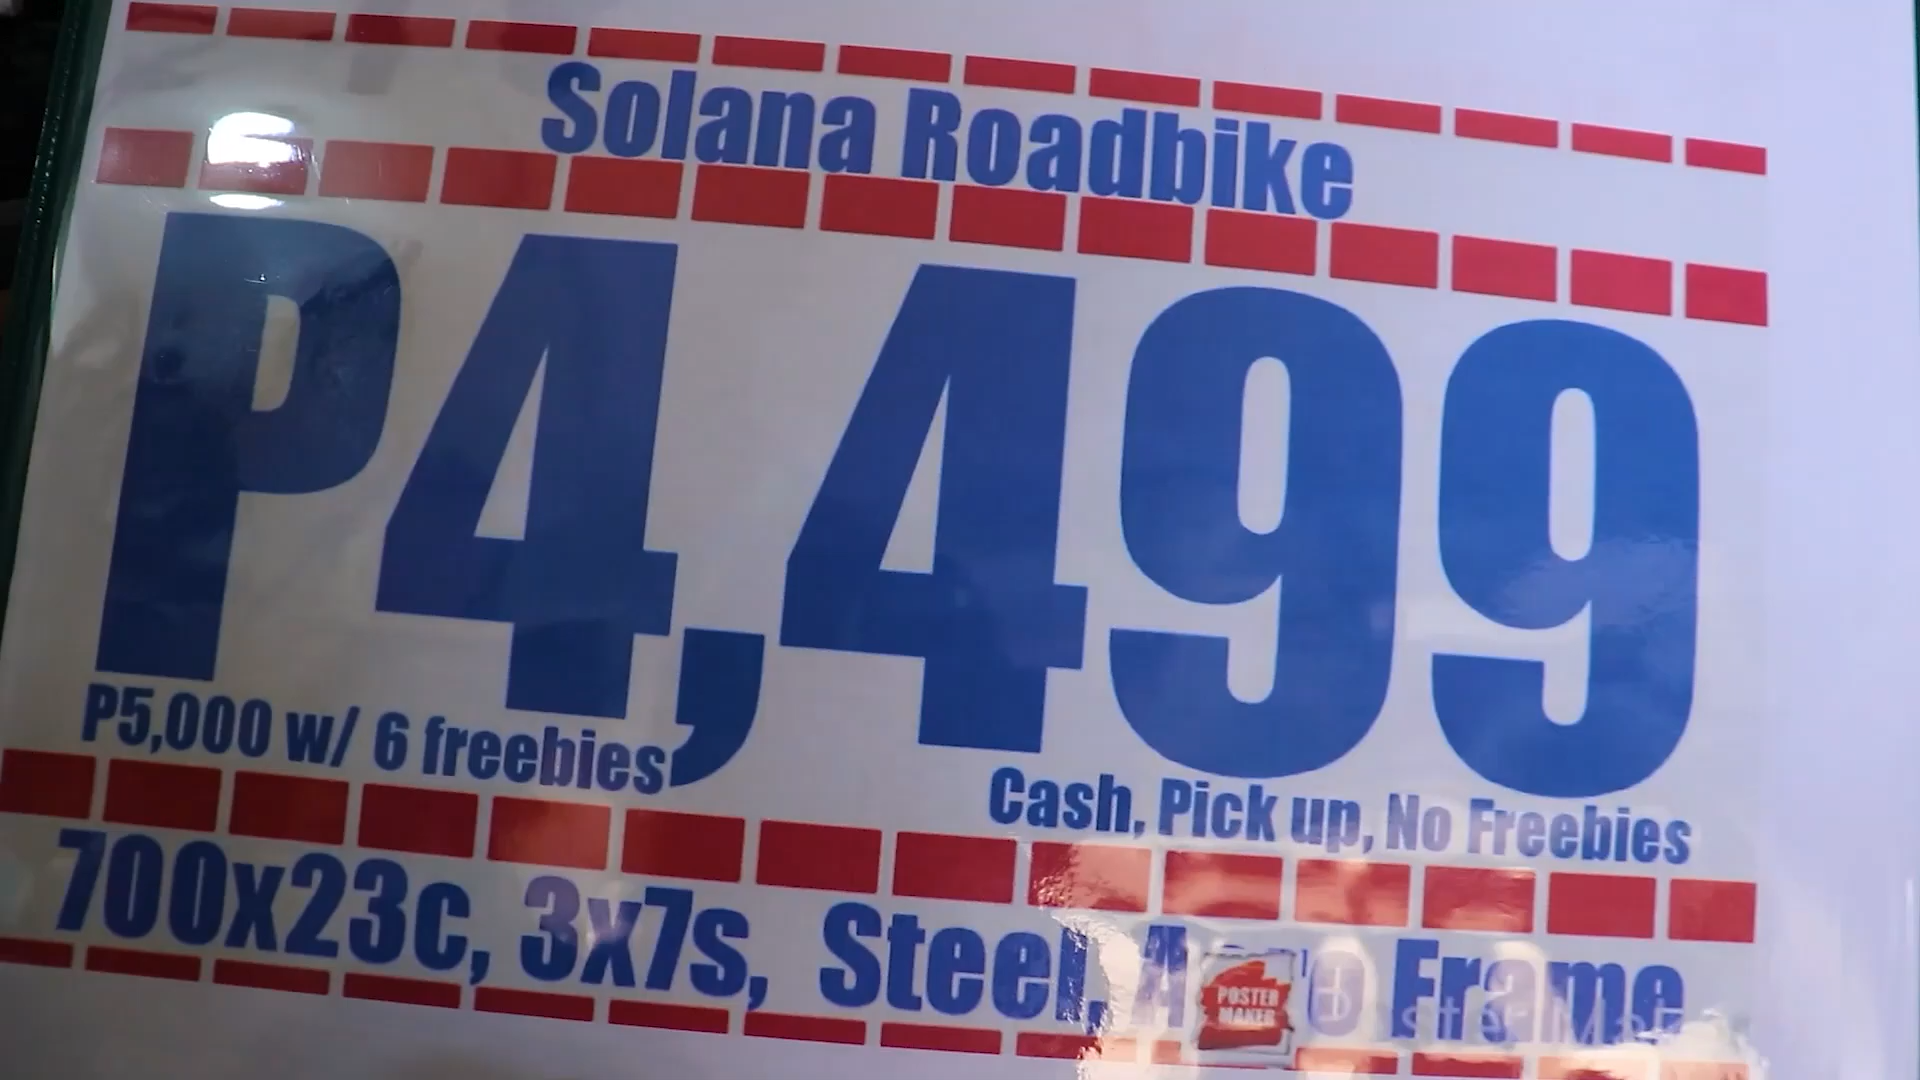 Solana Roadbike
P4,499
P5,000 w/ 6 freebies
Cash, Pick up, No Freebies
700x23c, 3x7s, Steel, Frame
POSTER
MAKER